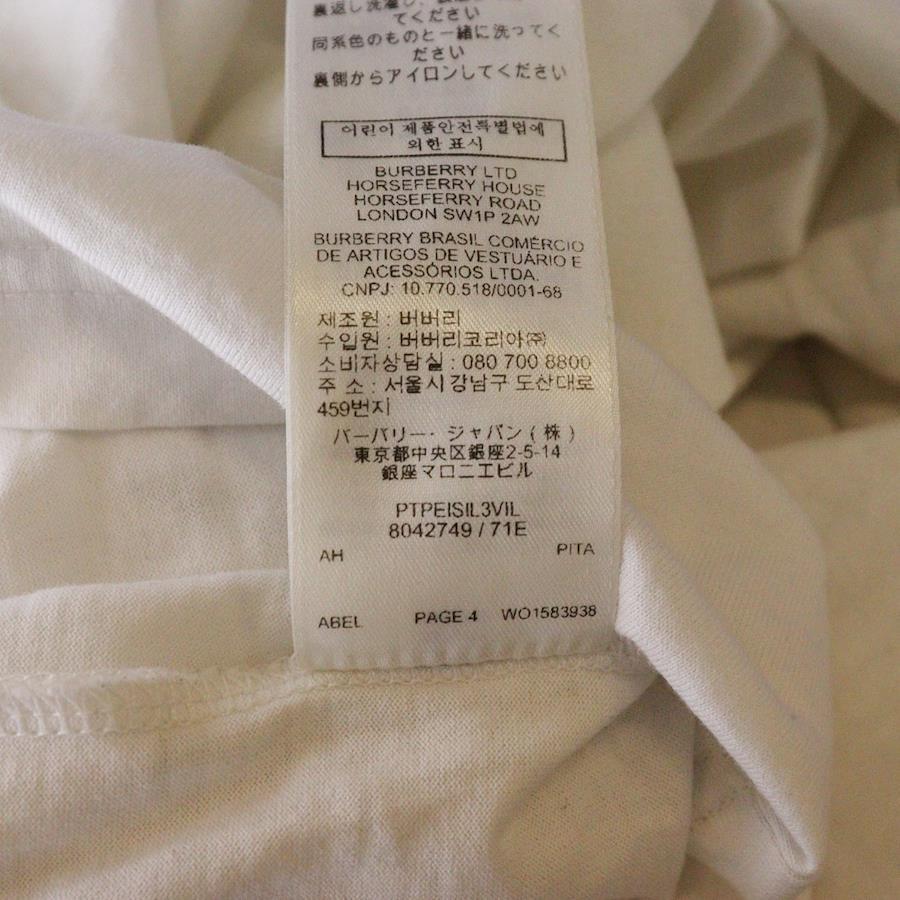 裏返し洗濯し、
てください
同系色のものと一緒に洗ってく
ださい
裏側からアイロンしてください
어린이 제품안전특별법에
의한 표시
BURBERRY LTD
HORSEFERRY HOUSE
HORSEFERRY ROAD
LONDON SW1P 2AW
BURBERRY BRASIL COMÉRCIO
DE ARTIGOS DE VESTUÁRIO E
ACESSÓRIOS LTDA.
CNPJ: 10.770.518/0001-68
제조원 : 버버리
수입원 : 버버리코리아㈜
소비자상담실 : 080 700 8800
주 소 : 서울시 강남구 도산대로
459번지
バーバリー・ジャパン ( 株 )
東京都中央区銀座2-5-14
銀座マロニエビル
PTPEISIL3VIL
8042749 / 71E
AH PITA
ABEL PAGE 4 WO1583938